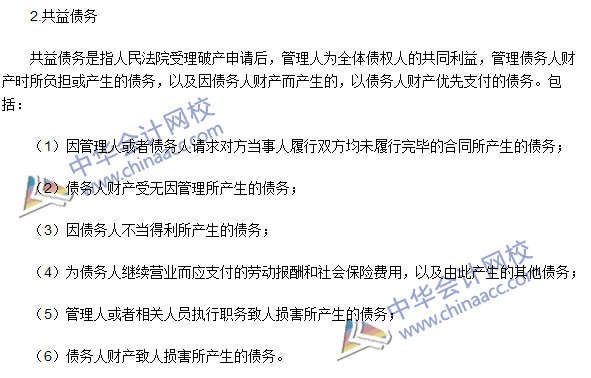 2.共益债务
共益债务是指人民法院受理破产申请后，管理人为全体债权人的共同利益，管理债务人财
产时所负担或产生的债务，以及因债务人财产而产生的，以债务人财产优先支付的债务。包
括：
（1）因管理人或者债务人请求对方当事人履行双方均未履行完毕的合同所产生的债务；
（2）债务人财产受无因管理所产生的债务；
（3）因债务人不当得利所产生的债务；
（4）为债务人继续营业而应支付的劳动报酬和社会保险费用，以及由此产生的其他债务；
（5）管理人或者相关人员执行职务致人损害所产生的债务；
（6）债务人财产致人损害所产生的债务。
中华会计网校
www.chinaacc.com
中华会计网校
www.chinaacc.com